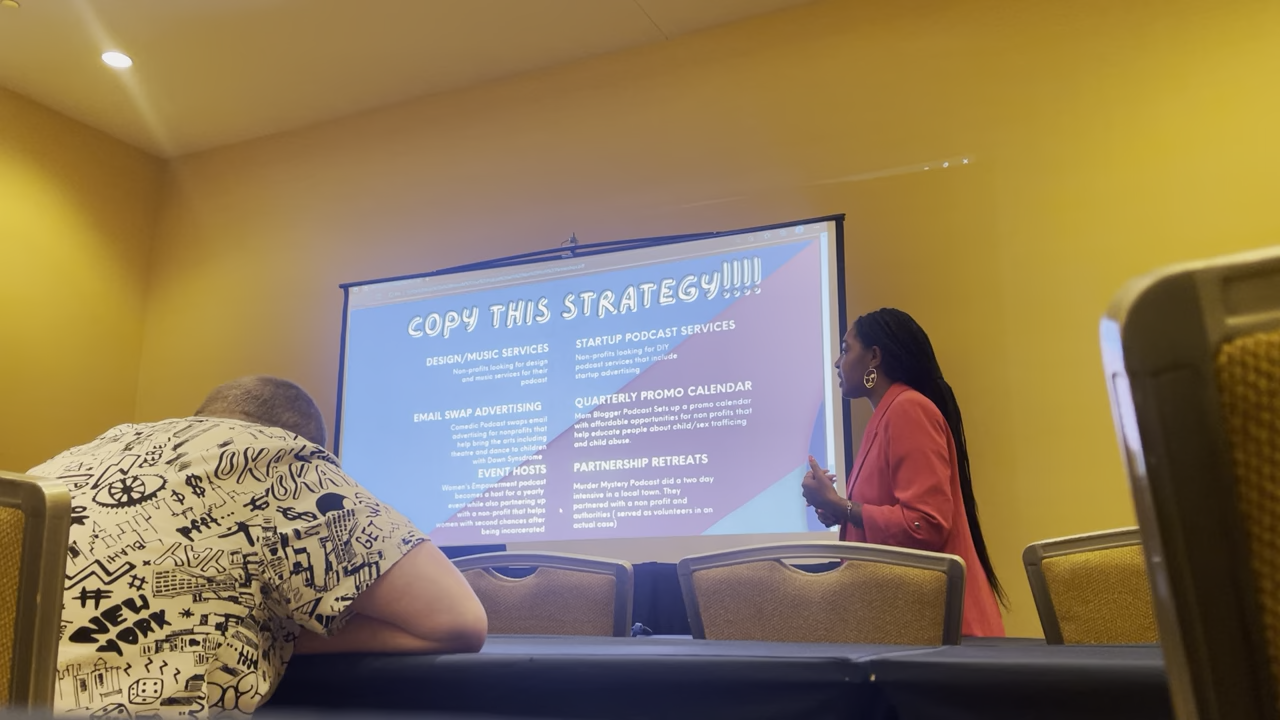 COPY THIS STRATEGY!!!!
DESIGN/MUSIC SERVICES
Non-profits looking for design
and music services for their
podcast
EMAIL SWAP ADVERTISING
Comedic Podcast swaps email
advertising for nonprofits that
help bring the arts including
theatre and dance to children
with Down Syesdrome
EVENT HOSTS
Women's Empowerment podcast
becomes a host for a yearly
event while also partnering up
with a non profit that helps
women with second chances after
being incarcerated
STARTUP PODCAST SERVICES
Non-profits looking for DIY
podcast services that include
startup advertising
QUARTERLY PROMO CALENDAR
Mom Blogger Podcast Sets up a promo calendar
with affordable opportunities for non profits that
help educate people about child/sex trafficing
and child abuse.
PARTNERSHIP RETREATS
Murder Mystery Podcast did a two day
intensive in a local town. They
partnered with a non profit and
authorities ( served as volunteers in an
actual case)
OKAY
OKAY
GET
#
NEW
YORK
$